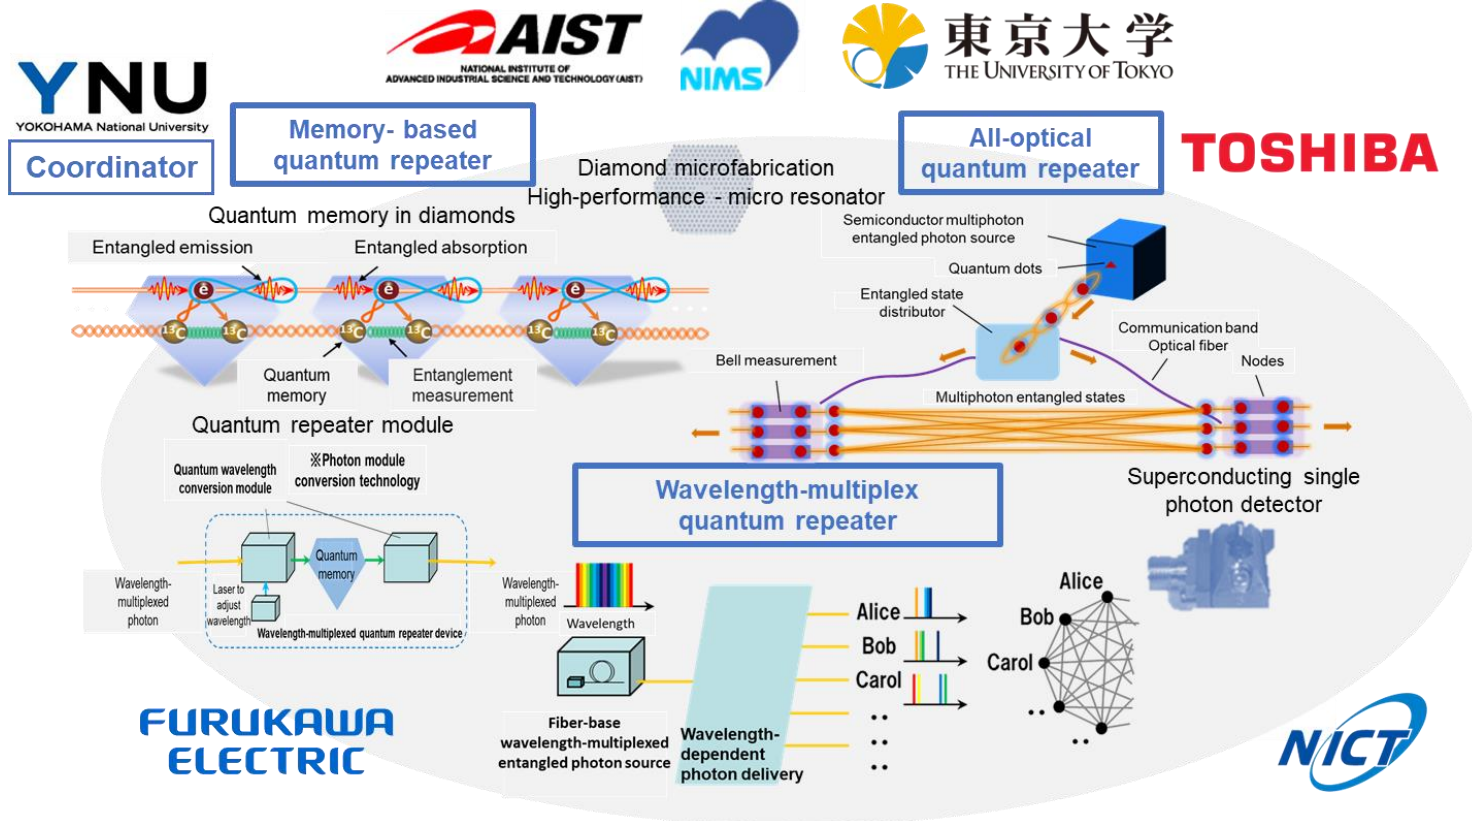 AIST
NATIONAL INSTITUTE OF
ADVANCED INDUSTRIAL SCIENCE AND TECHNOLOGY (AIST)
NIMS
東京大学
THE UNIVERSITY OF TOKYO
YNU
YOKOHAMA National University
Coordinator
Memory- based
quantum repeater
All-optical
quantum repeater
TOSHIBA
Diamond microfabrication
High-performance - micro resonator
Quantum memory in diamonds
Entangled emission
Entangled absorption
e
e
e
13C
13C
13C
13C
13C
13C
Quantum
memory
Entanglement
measurement
Semiconductor multiphoton
entangled photon source
Quantum dots
Entangled state
distributor
Communication band
Optical fiber
Bell measurement
Nodes
Multiphoton entangled states
Quantum repeater module
Quantum wavelength
conversion module
※Photon module
conversion technology
Quantum
memory
Wavelength-
multiplexed
photon
Laser to
adjust
wavelength
Wavelength-multiplexed quantum repeater device
Wavelength-
multiplexed
photon
Wavelength-multiplex
quantum repeater
Superconducting single
photon detector
Wavelength
Fiber-base
wavelength-multiplexed
entangled photon source
Wavelength-
dependent
photon delivery
Alice
Bob
Carol
Alice
Bob
Carol
FURUKAWA
ELECTRIC
NICT